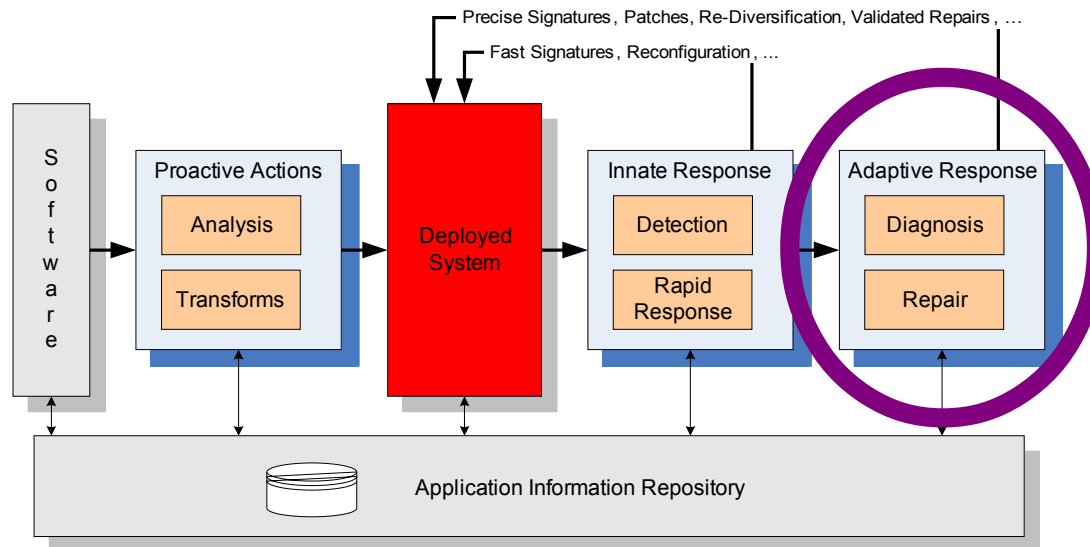 Precise Signatures, Patches, Re-Diversification, Validated Repairs, ...
Fast Signatures, Reconfiguration, ...
Software
Proactive Actions
Analysis
Transforms
Deployed
System
Innate Response
Detection
Rapid
Response
Adaptive Response
Diagnosis
Repair
Application Information Repository